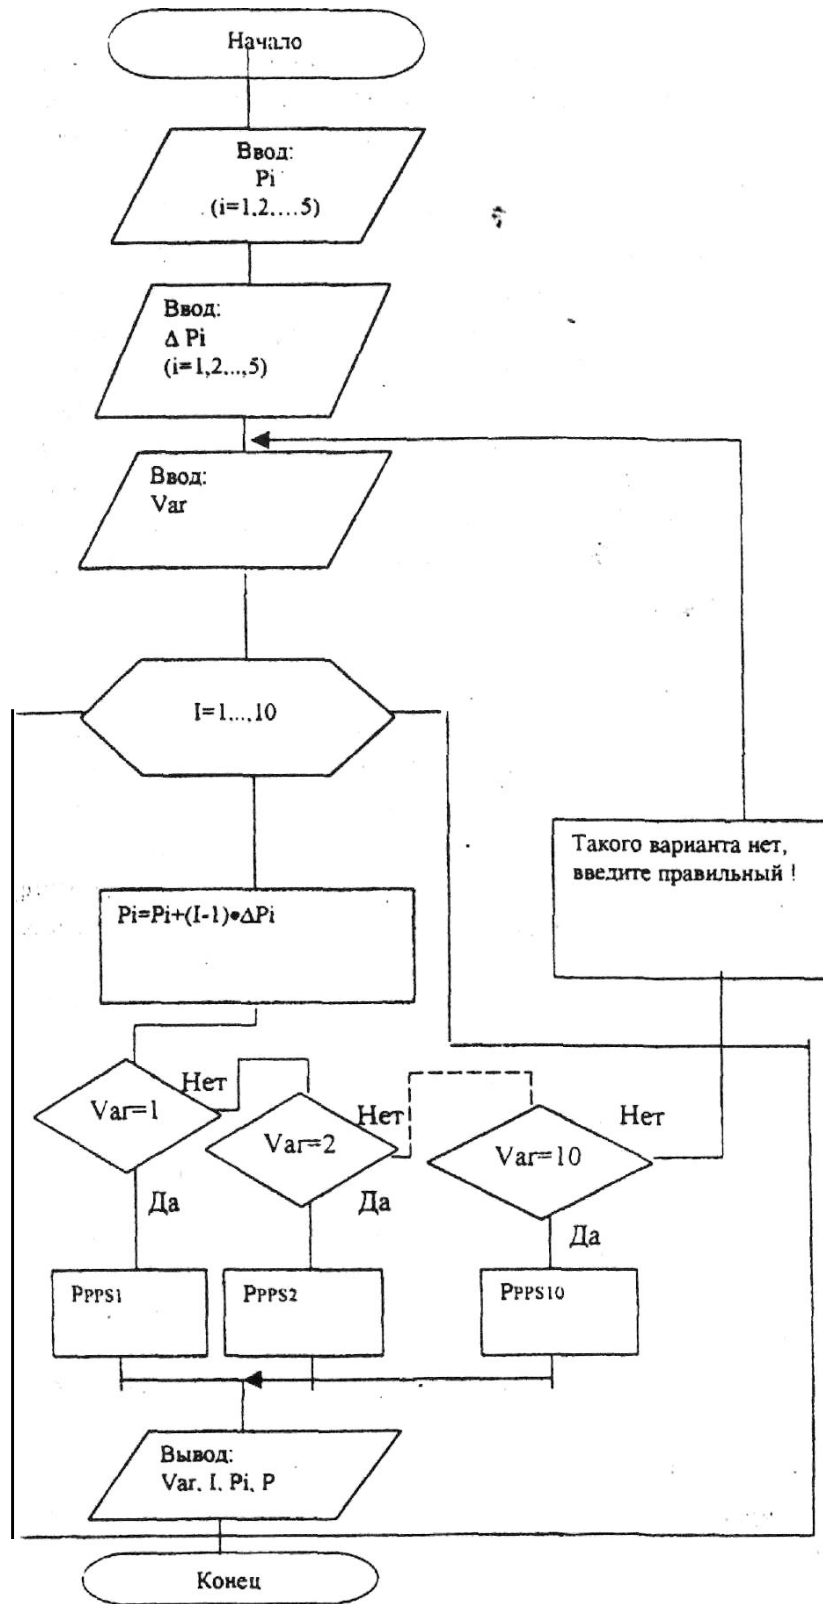 Начало
Ввод:
Pi
(i=1,2,...5)
Ввод:
Δ Pi
(i=1,2...,5)
Ввод:
Var
I=1...,10
Такого варианта нет,
введите правильный !
Pi=Pi+(I-1)•ΔPi
Var=1
Нет
Var=2
Нет
Var=10
Нет
Да
Да
Да
PPPS1
PPPS2
PPPS10
Вывод:
Var, I, Pi, P
Конец